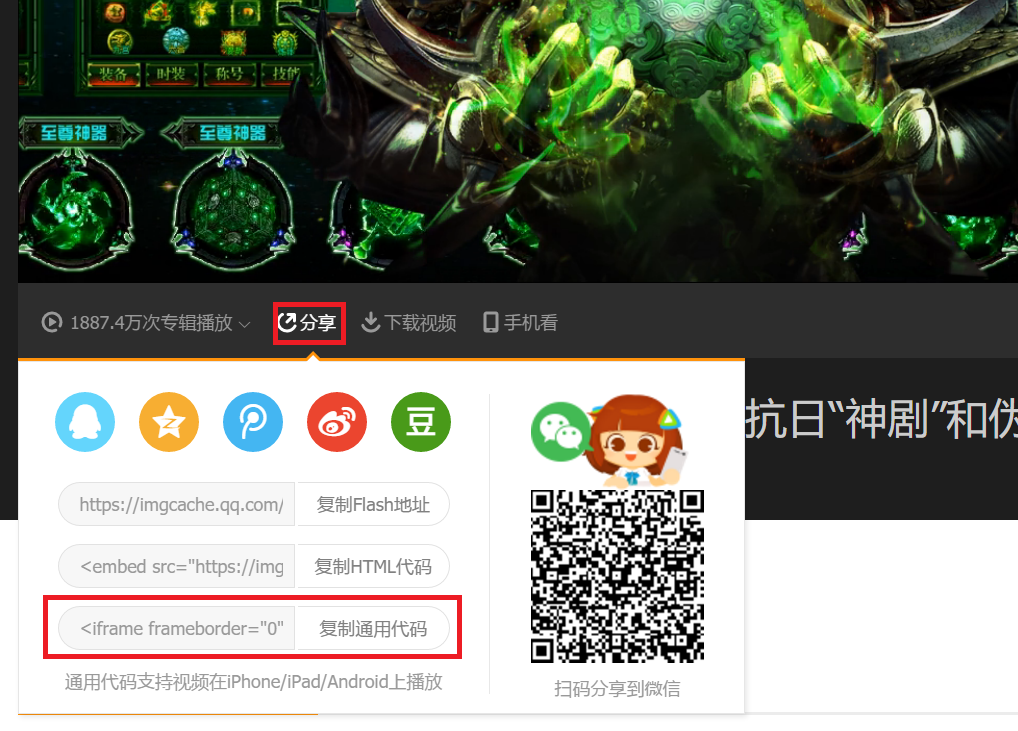 装备 时装 称号 技能
至尊神器 至尊神器
1887.4万次专辑播放 分享 下载视频 手机看
抗日“神剧”和伪
豆
https://imgcache.qq.com/ 复制Flash地址
<embed src="https://img 复制HTML代码
<iframe frameborder="0" 复制通用代码
通用代码支持视频在iPhone/iPad/Android上播放
扫码分享到微信